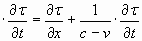 ·∂τ/∂t = ∂τ/∂x + 1/(c − v) · ∂τ/∂t